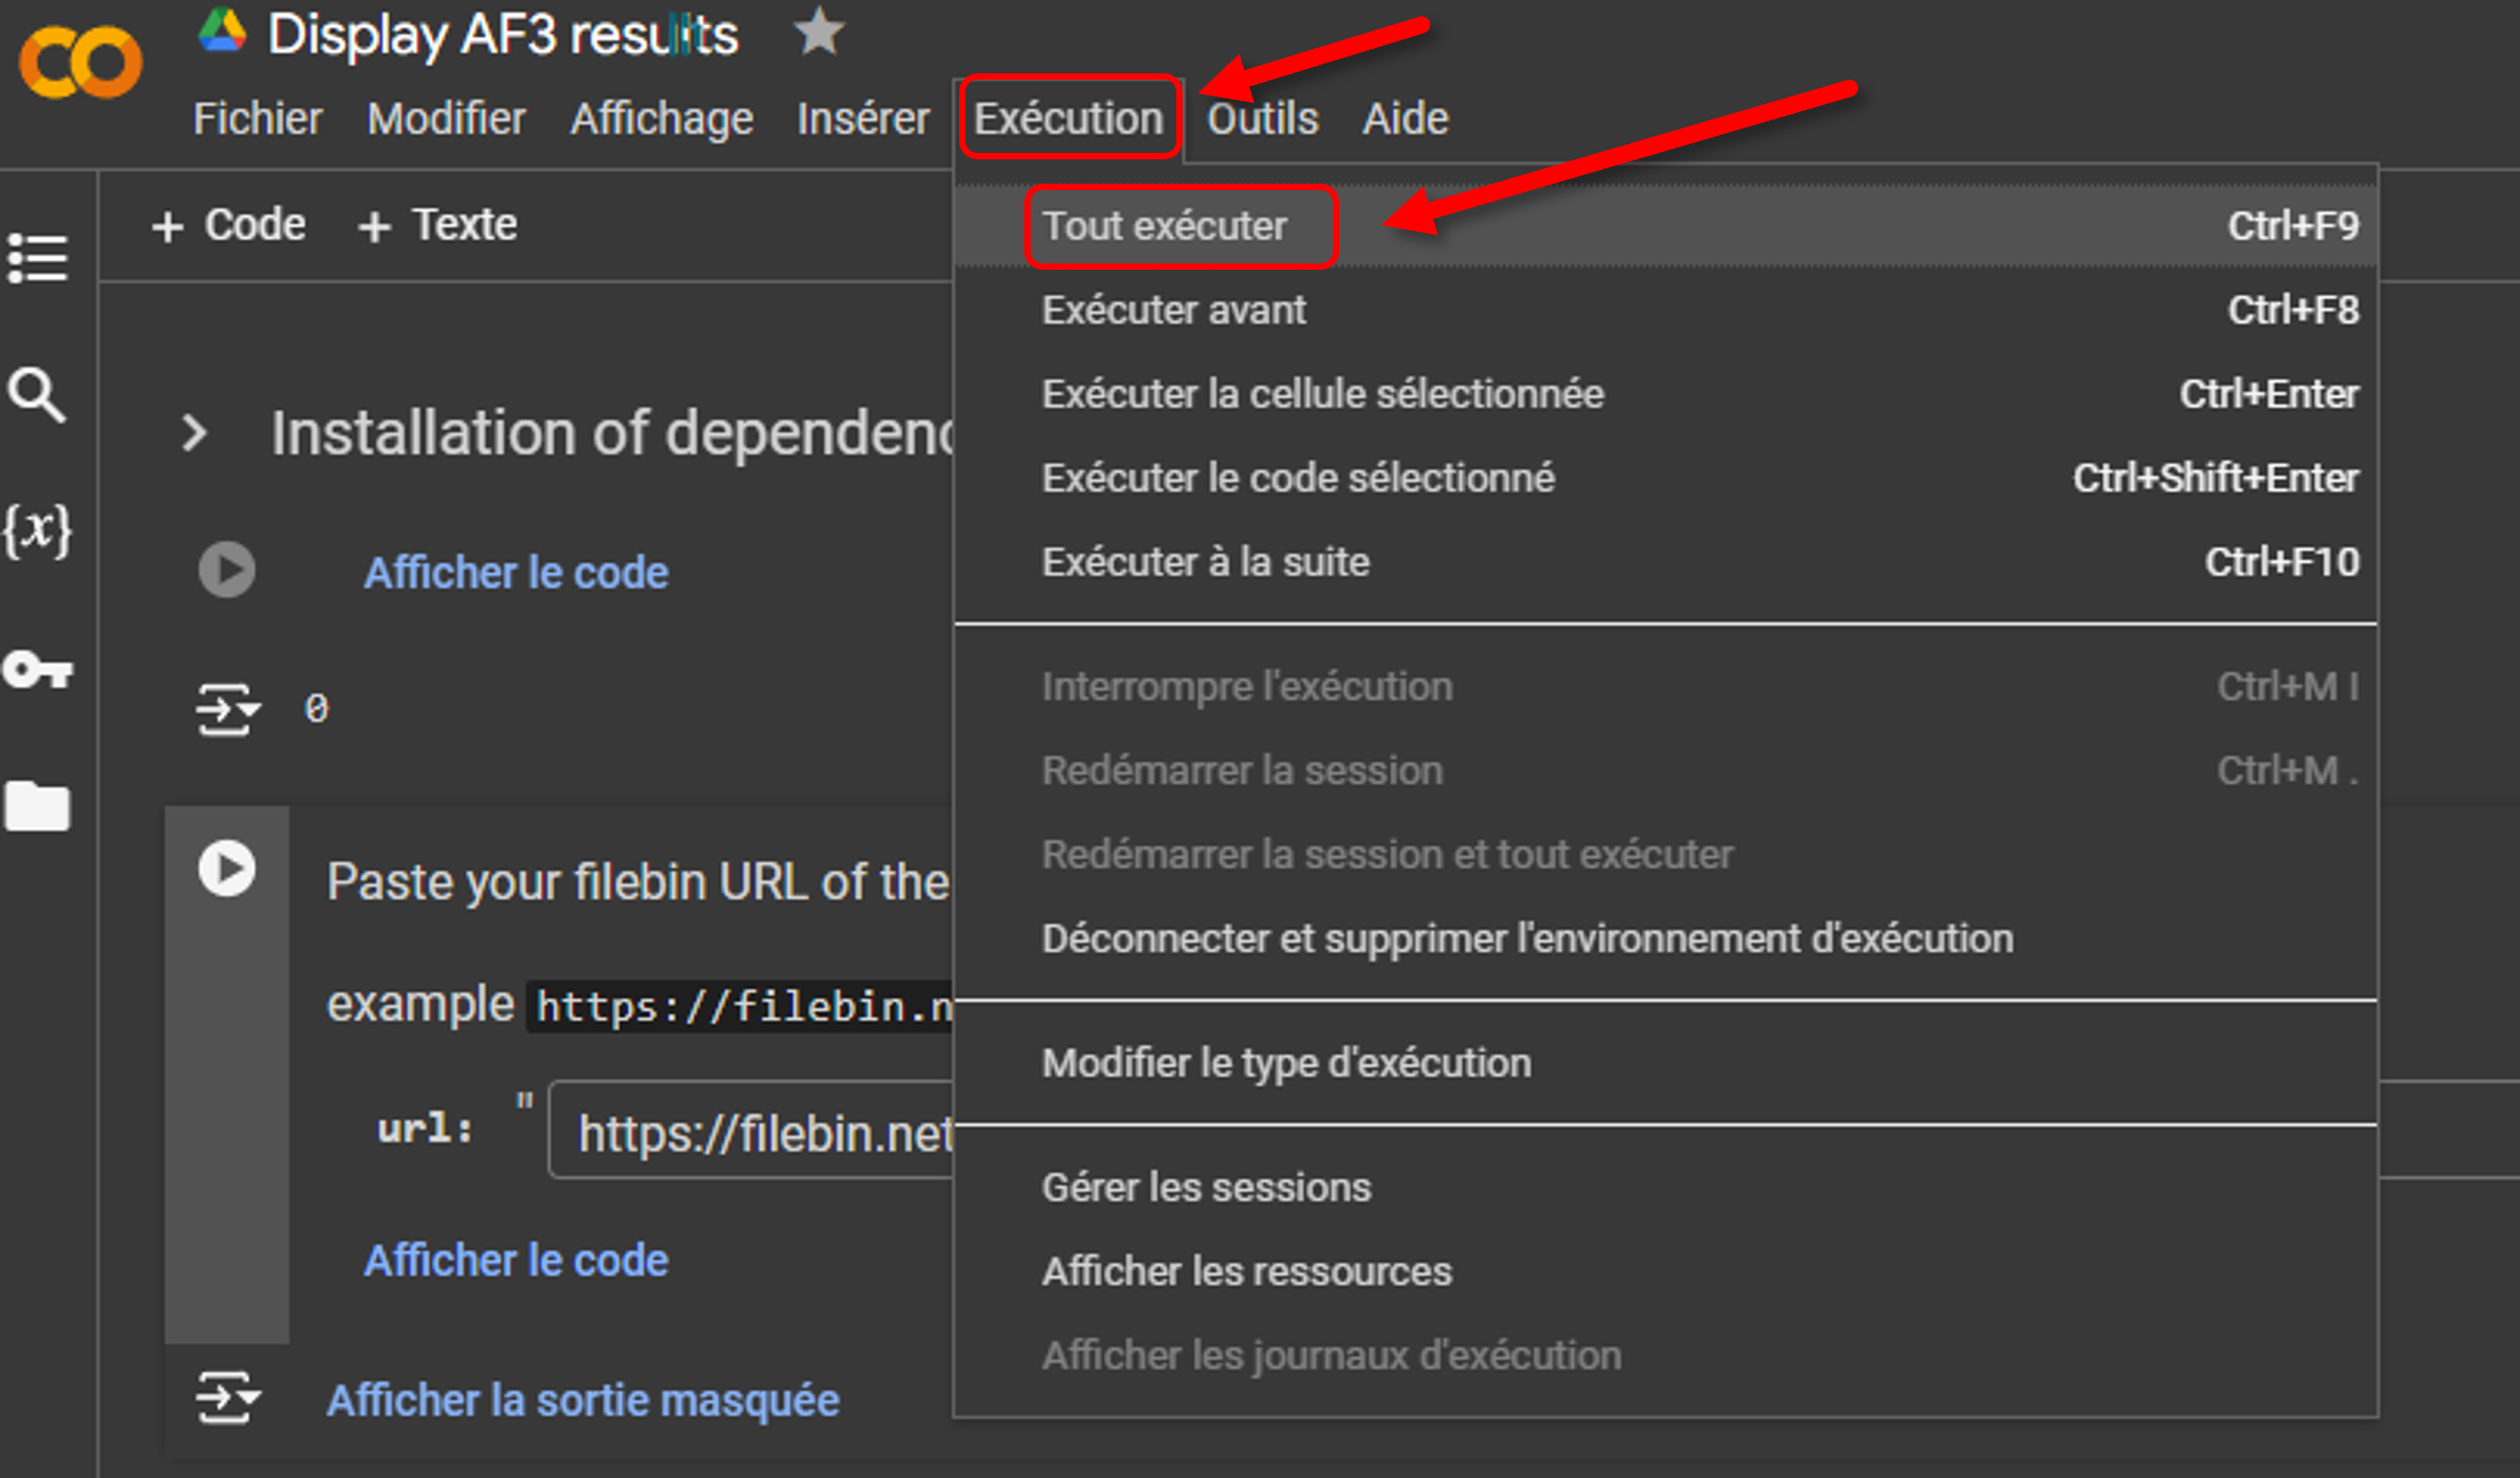 Display AF3 results
Fichier Modifier Affichage Insérer Exécution Outils Aide
+ Code + Texte
Installation of dependenc
Afficher le code
0
Paste your filebin URL of the
example https://filebin.n
url: " https://filebin.net
Afficher le code
Afficher la sortie masquée
Tout exécuter Ctrl+F9
Exécuter avant Ctrl+F8
Exécuter la cellule sélectionnée Ctrl+Enter
Exécuter le code sélectionné Ctrl+Shift+Enter
Exécuter à la suite Ctrl+F10
Interrompre l'exécution Ctrl+M I
Redémarrer la session Ctrl+M .
Redémarrer la session et tout exécuter
Déconnecter et supprimer l'environnement d'exécution
Modifier le type d'exécution
Gérer les sessions
Afficher les ressources
Afficher les journaux d'exécution